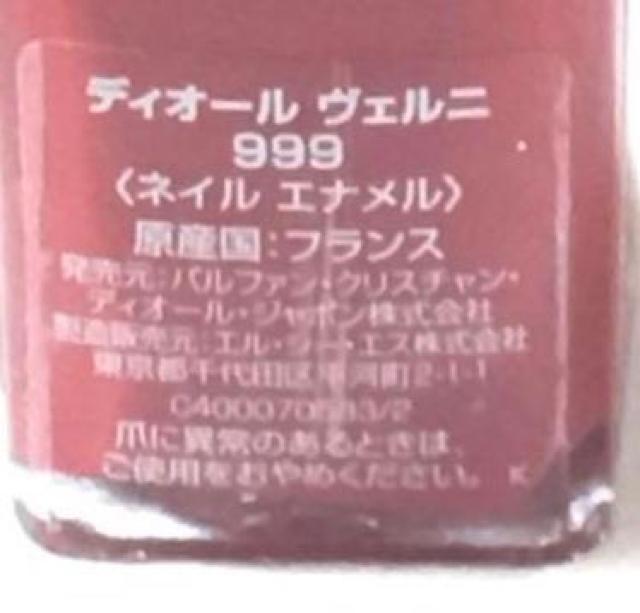 ディオール ヴェルニ
999
〈ネイル エナメル〉
原産国:フランス
発売元:パルファン・クリスチャン・
ディオール・ジャポン株式会社
製造販売元:エル・シー・エス株式会社
東京都千代田区平河町2-1-1
爪に異常のあるときは、
ご使用をおやめください。 K